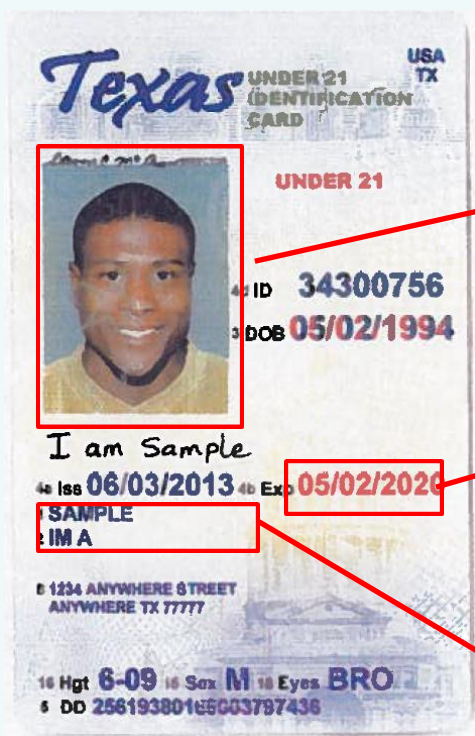 Texas
UNDER 21
IDENTIFICATION
CARD
USA
TX
UNDER 21
4d ID 34300756
3 DOB 05/02/1994
I am Sample
4a Iss 06/03/2013 4b Exp 05/02/2020
1 SAMPLE
2 IM A
8 1234 ANYWHERE STREET
ANYWHERE TX 77777
16 Hgt 6-09 15 Sex M 18 Eyes BRO
5 DD